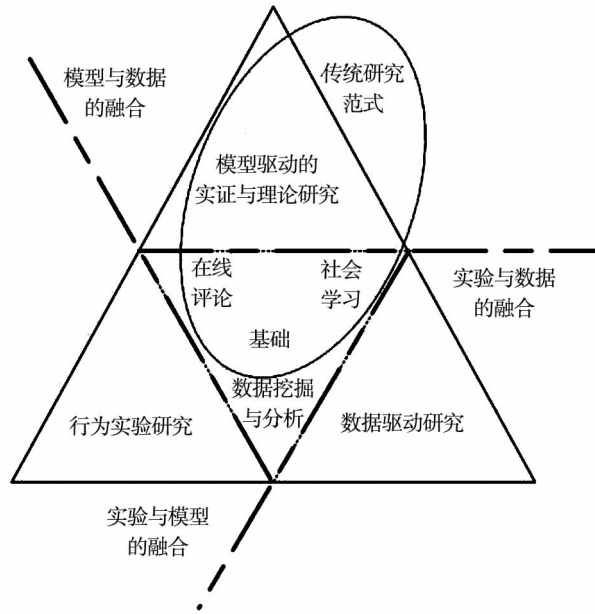 传统研究
范式
模型与数据
的融合
模型驱动的
实证与理论研究
在线
评论
社会
学习
实验与数据
的融合
基础
数据挖掘
与分析
行为实验研究
数据驱动研究
实验与模型
的融合